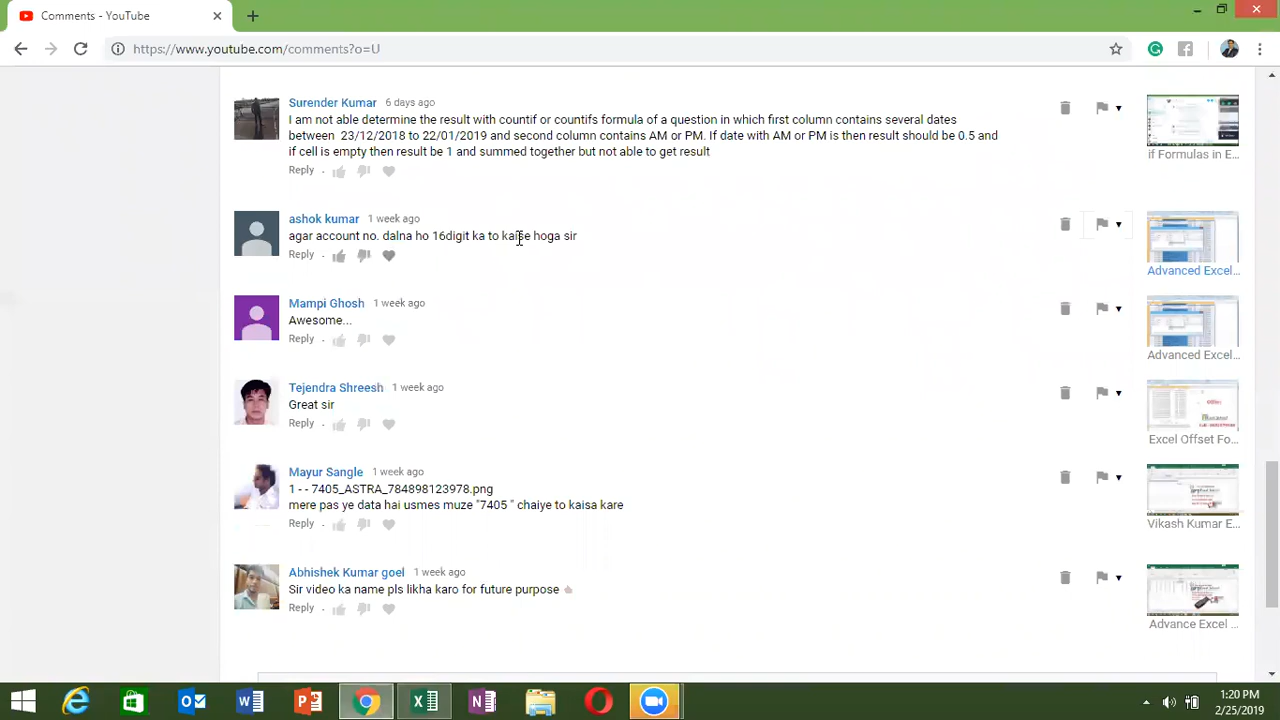 Comments - YouTube
https://www.youtube.com/comments?o=U
Surender Kumar 6 days ago
I am not able determine the result with countif or countifs formula of a question in which first column contains several dates
between 23/12/2018 to 22/01/2019 and second column contains AM or PM. If date with AM or PM is then result should be 0.5 and
if cell is empty then result be 1 and sum together but not able to get result
Reply
if Formulas in E...
ashok kumar 1 week ago
agar account no. dalna ho 16digit ka to hoga sir
Reply
Advanced Excel...
Mampi Ghosh 1 week ago
Awesome...
Reply
Advanced Excel...
Tejendra Shreesh 1 week ago
Great sir
Reply
Excel Offset Fo...
Mayur Sangle 1 week ago
1 - - 7405_ASTRA_7848981237873.png
mere pas ye data hai usmes muze "7405" chaiye to kaisa kare
Reply
Vikash Kumar E...
Abhishek Kumar goel 1 week ago
Sir video ka name pls likha karo for future purpose
Reply
Advance Excel ...
1:20 PM
2/25/2019